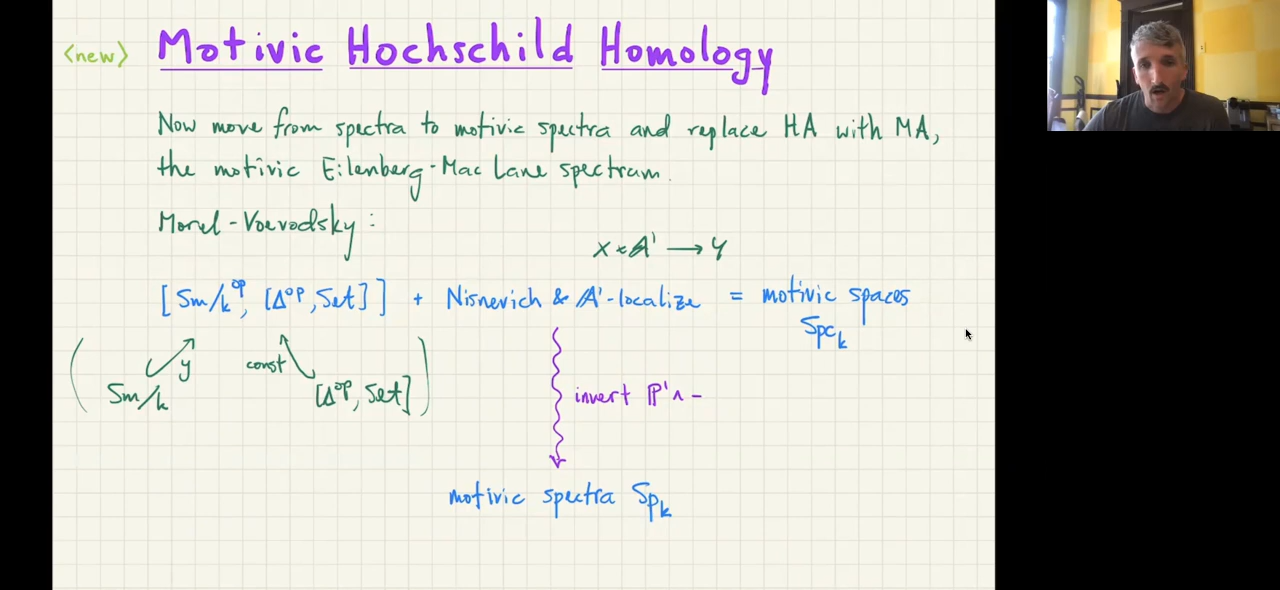 <new> Motivic Hochschild Homology
Now move from spectra to motivic spectra and replace HA with MA,
the motivic Eilenberg-Mac Lane spectrum.
Morel-Voevodsky:
X × A¹ → Y
[Sm/k^op, [Δ^op, Set]] + Nisnevich & A¹-localize = motivic spaces
Spc_k
( y const )
Sm/k [Δ^op, Set]
invert P¹ ∧ -
motivic spectra Sp_k